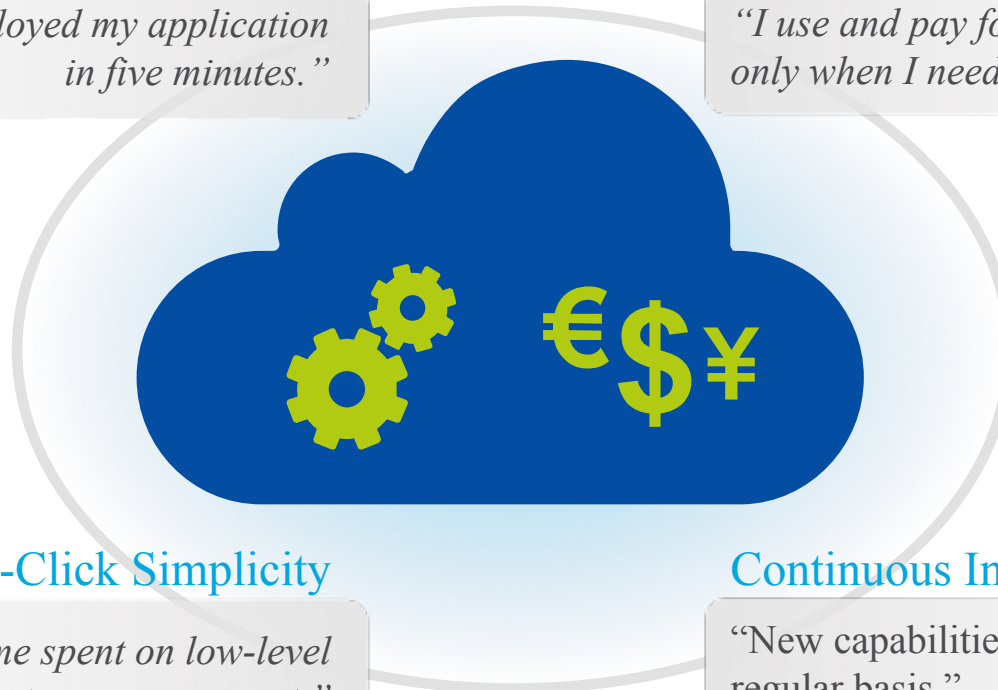 loyed my application
in five minutes.”
“I use and pay fo
only when I need
€$¥
-Click Simplicity
ne spent on low-level
Continuous In
“New capabilitie
regular basis.”